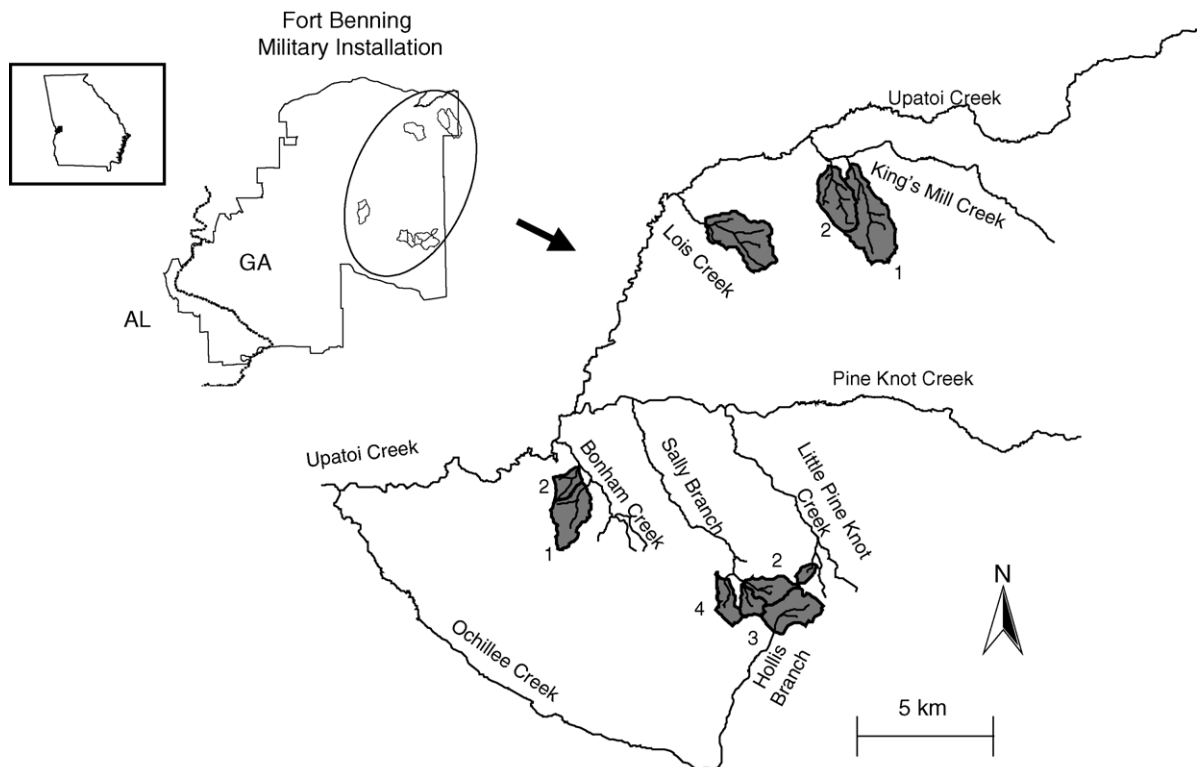 Fort Benning
Military Installation
GA
AL
Upatoi Creek
King's Mill Creek
2
1
Lois Creek
Pine Knot Creek
Upatoi Creek
2
1
Bonham Creek
Sally Branch
Little Pine Knot
Creek
2
4
3
Hollis
Branch
Ochillee Creek
N
5 km